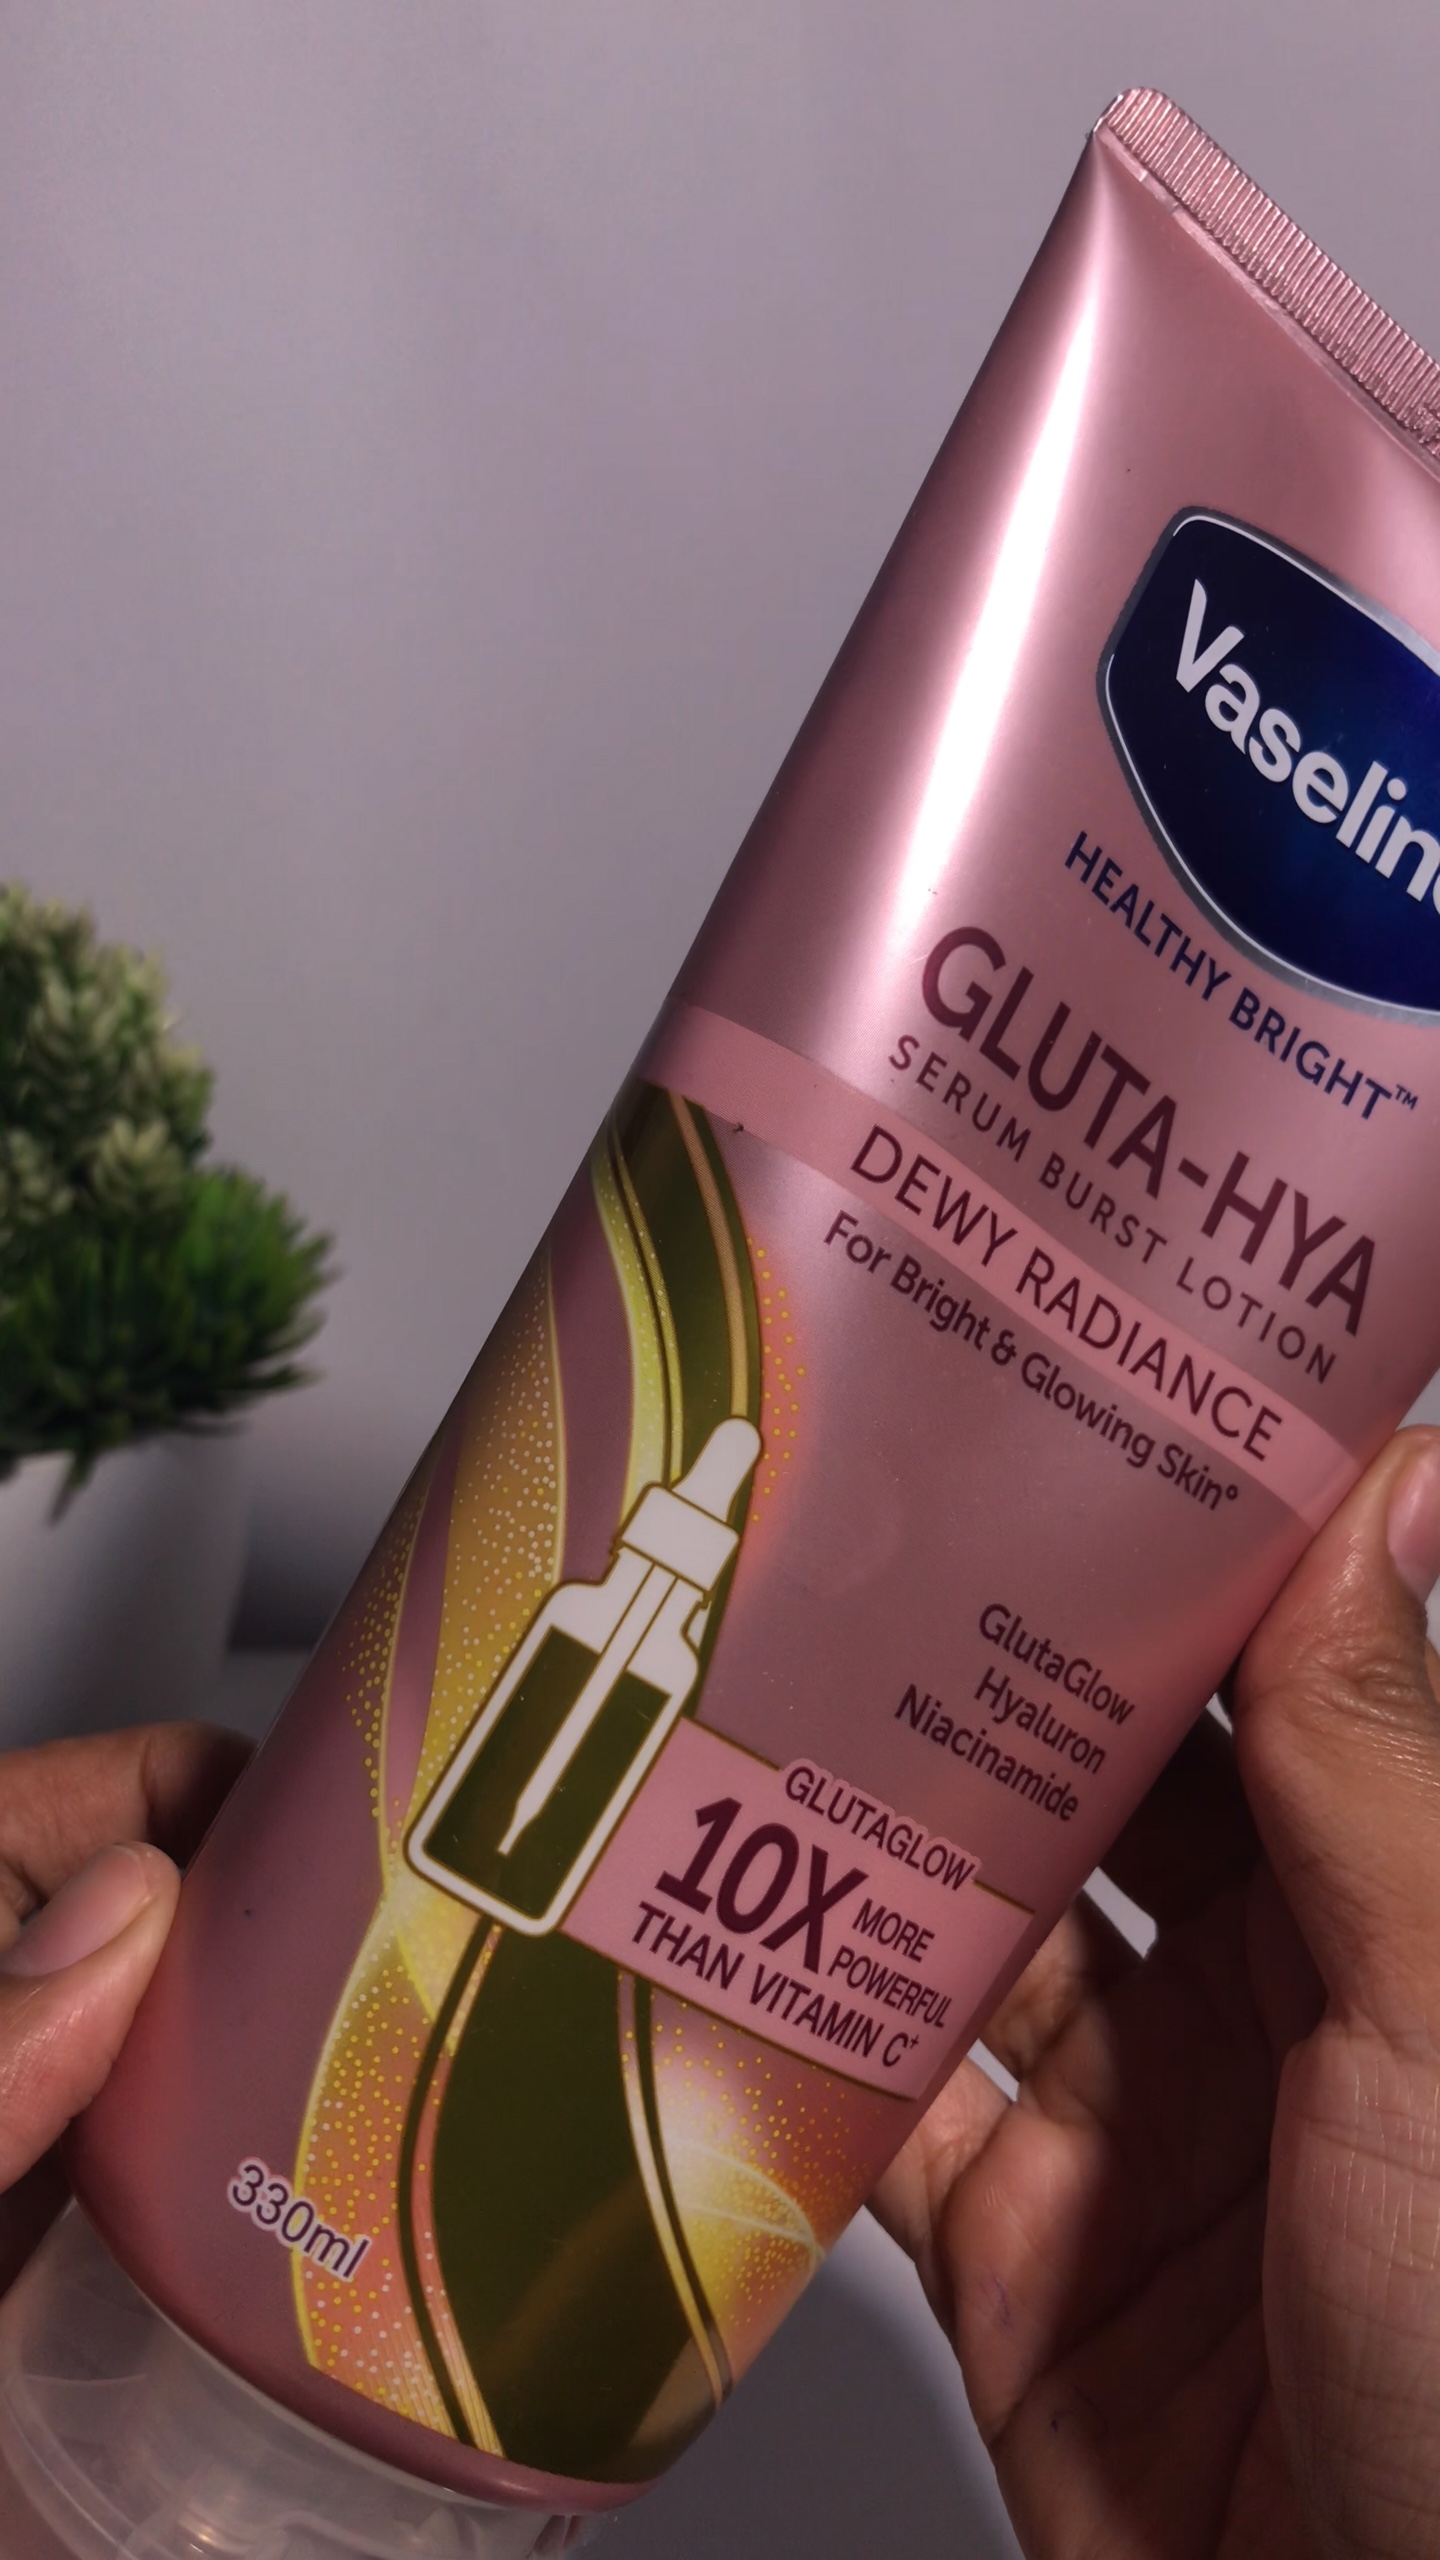 Vaseline
HEALTHY BRIGHT™
GLUTA-HYA
SERUM BURST LOTION
DEWY RADIANCE
For Bright & Glowing Skin°
GlutaGlow
Hyaluron
Niacinamide
GLUTAGLOW
10X MORE
POWERFUL
THAN VITAMIN C⁺
330ml